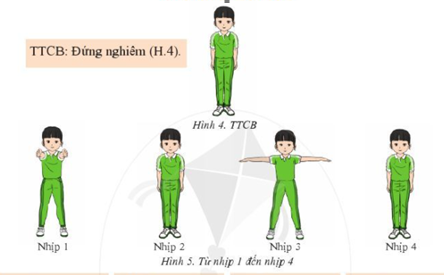 TTCB: Đứng nghiêm (H.4).
Hình 4. TTCB
Nhịp 1
Nhịp 2
Nhịp 3
Nhịp 4
Hình 5. Từ nhịp 1 đến nhịp 4